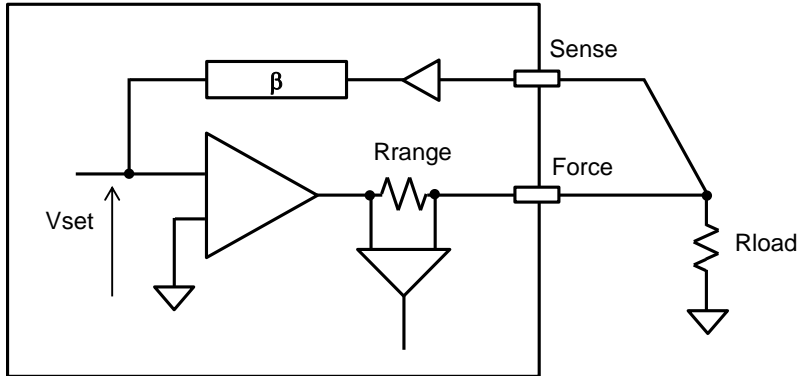 Sense
β
Rrange
Force
Vset
Rload